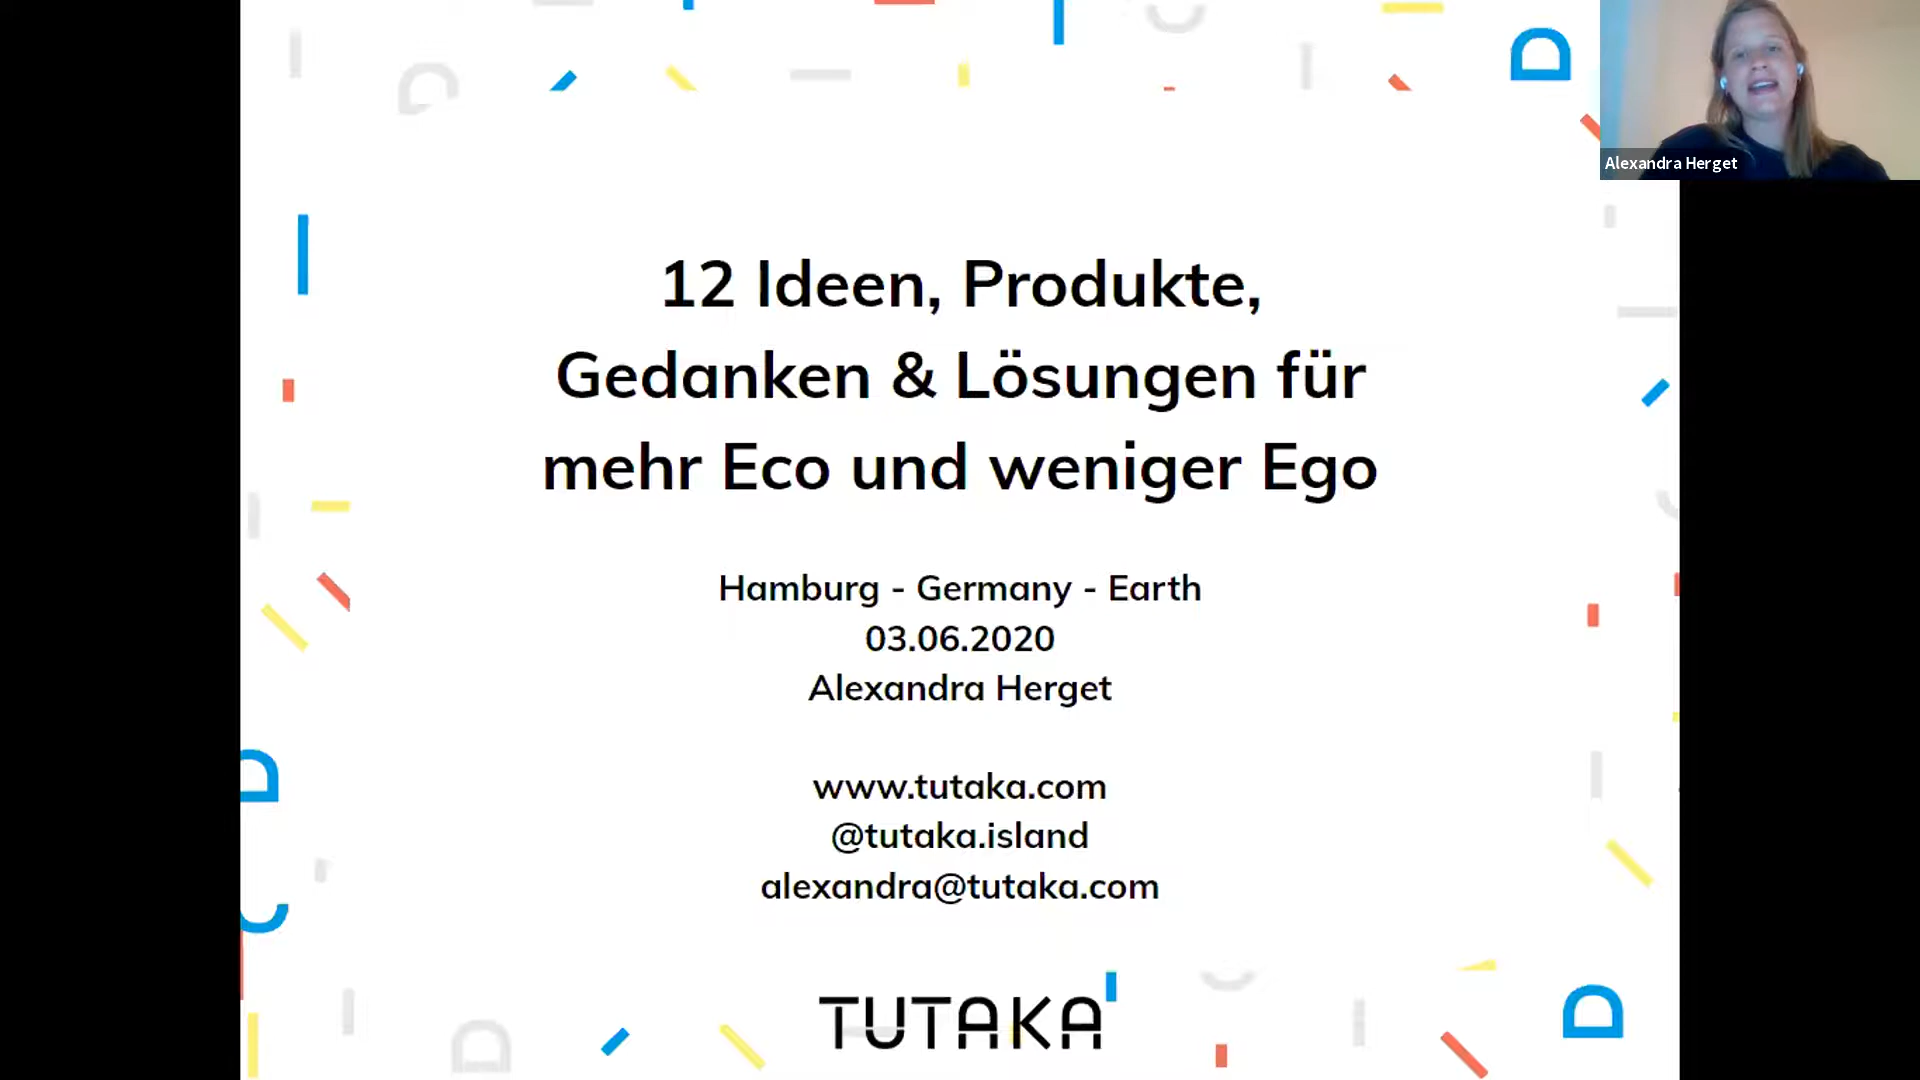 12 Ideen, Produkte,
Gedanken & Lösungen für
mehr Eco und weniger Ego
Hamburg - Germany - Earth
03.06.2020
Alexandra Herget
www.tutaka.com
@tutaka.island
alexandra@tutaka.com
TUTAKA
Alexandra Herget